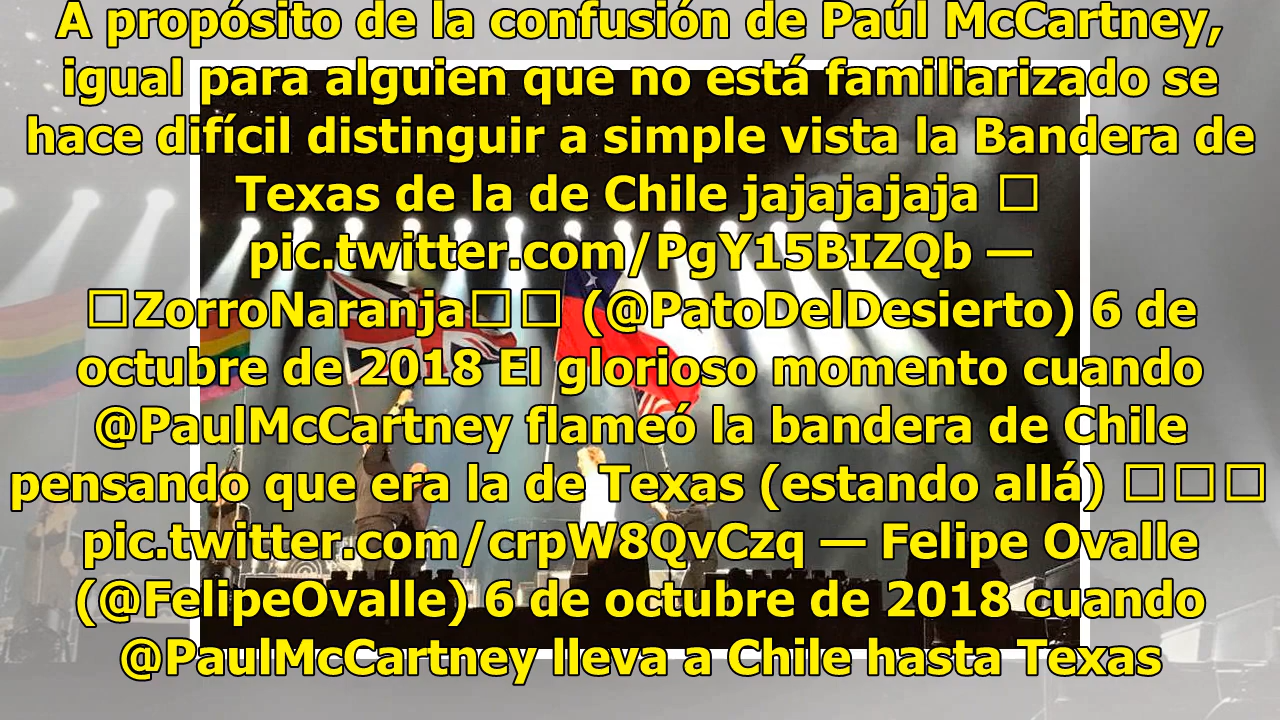 A propósito de la confusión de Paúl McCartney,
igual para alguien que no está familiarizado se
hace difícil distinguir a simple vista la Bandera de
Texas de la de Chile jajajajaja □
pic.twitter.com/PgY15BIZQb —
□ZorroNaranja□□ (@PatoDelDesierto) 6 de
octubre de 2018 El glorioso momento cuando
@PaulMcCartney flameó la bandera de Chile
pensando que era la de Texas (estando allá) □□□
pic.twitter.com/crpW8QvCzq — Felipe Ovalle
(@FelipeOvalle) 6 de octubre de 2018 cuando
@PaulMcCartney lleva a Chile hasta Texas